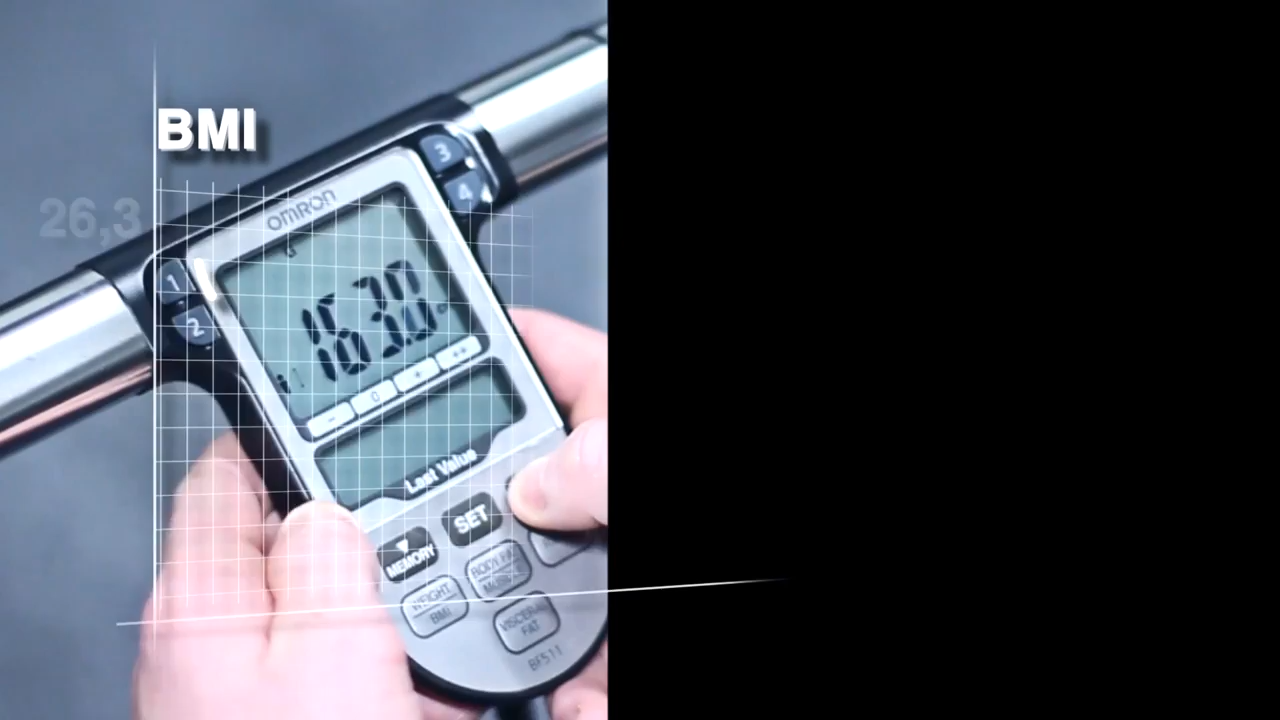 BMI
26,3
OMRON
3
4
1
2
163.0
Last Value
MEMORY
SET
WEIGHT
BMI
BODY FAT
MUSCLE
VISCERAL
FAT
BF511